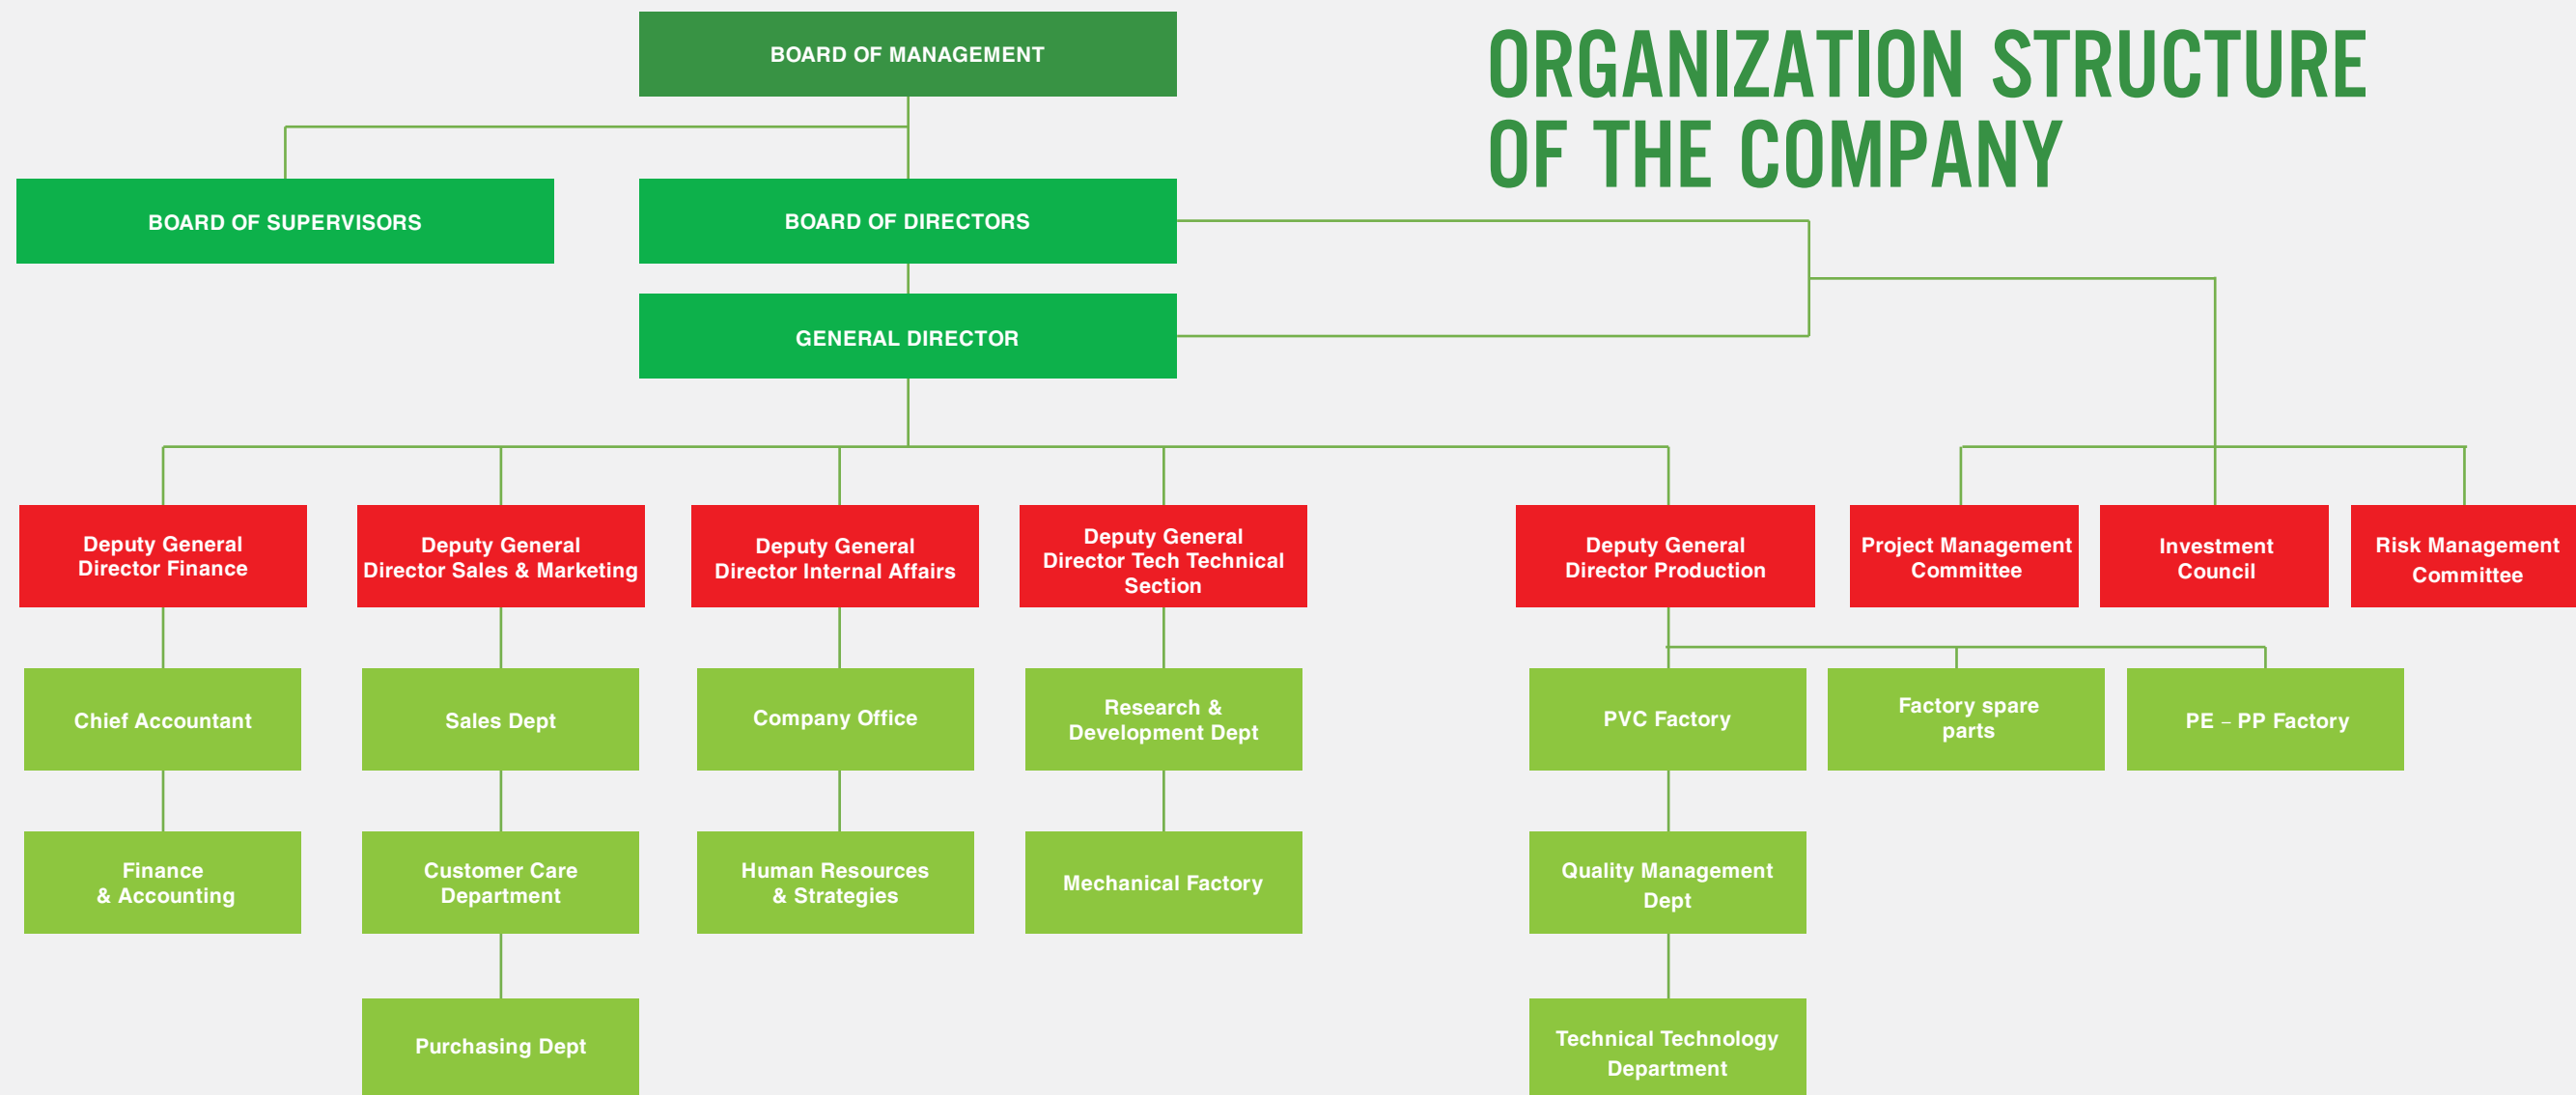 BOARD OF MANAGEMENT
ORGANIZATION STRUCTURE
OF THE COMPANY
BOARD OF SUPERVISORS
BOARD OF DIRECTORS
GENERAL DIRECTOR
Deputy General
Director Finance
Deputy General
Director Sales & Marketing
Deputy General
Director Internal Affairs
Deputy General
Director Tech Technical
Section
Deputy General
Director Production
Project Management
Committee
Investment
Council
Risk Management
Committee
Chief Accountant
Sales Dept
Company Office
Research &
Development Dept
PVC Factory
Factory spare
parts
PE – PP Factory
Finance
& Accounting
Customer Care
Department
Human Resources
& Strategies
Mechanical Factory
Quality Management
Dept
Purchasing Dept
Technical Technology
Department